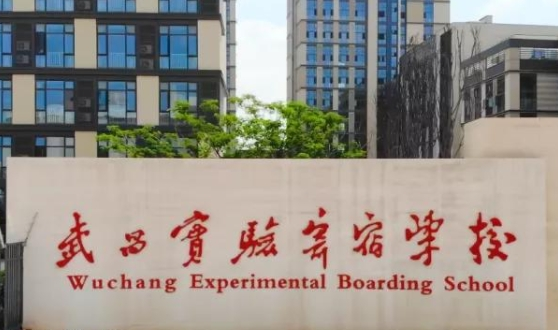 武昌實驗寄宿學校
Wuchang Experimental Boarding School